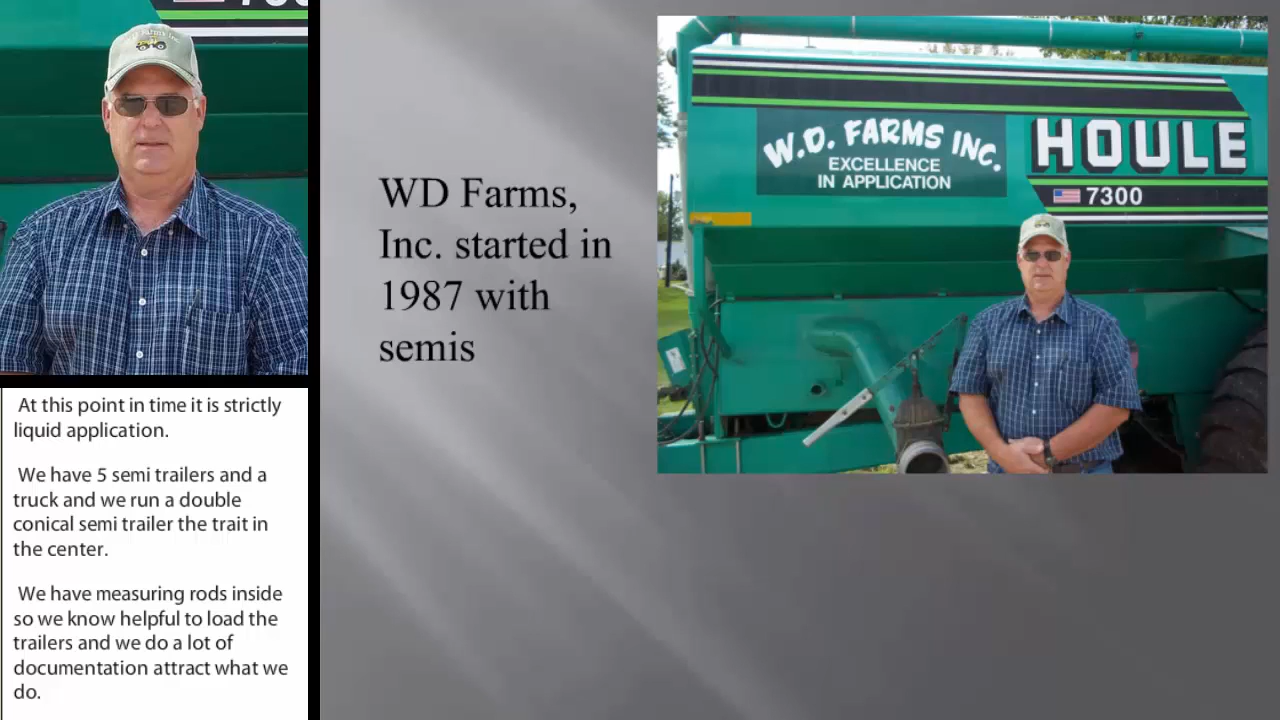 W.D. Farms Inc.
At this point in time it is strictly
liquid application.
We have 5 semi trailers and a
truck and we run a double
conical semi trailer the trait in
the center.
We have measuring rods inside
so we know helpful to load the
trailers and we do a lot of
documentation attract what we
do.
WD Farms,
Inc. started in
1987 with
semis
W.D. FARMS INC.
EXCELLENCE
IN APPLICATION
HOULE
7300